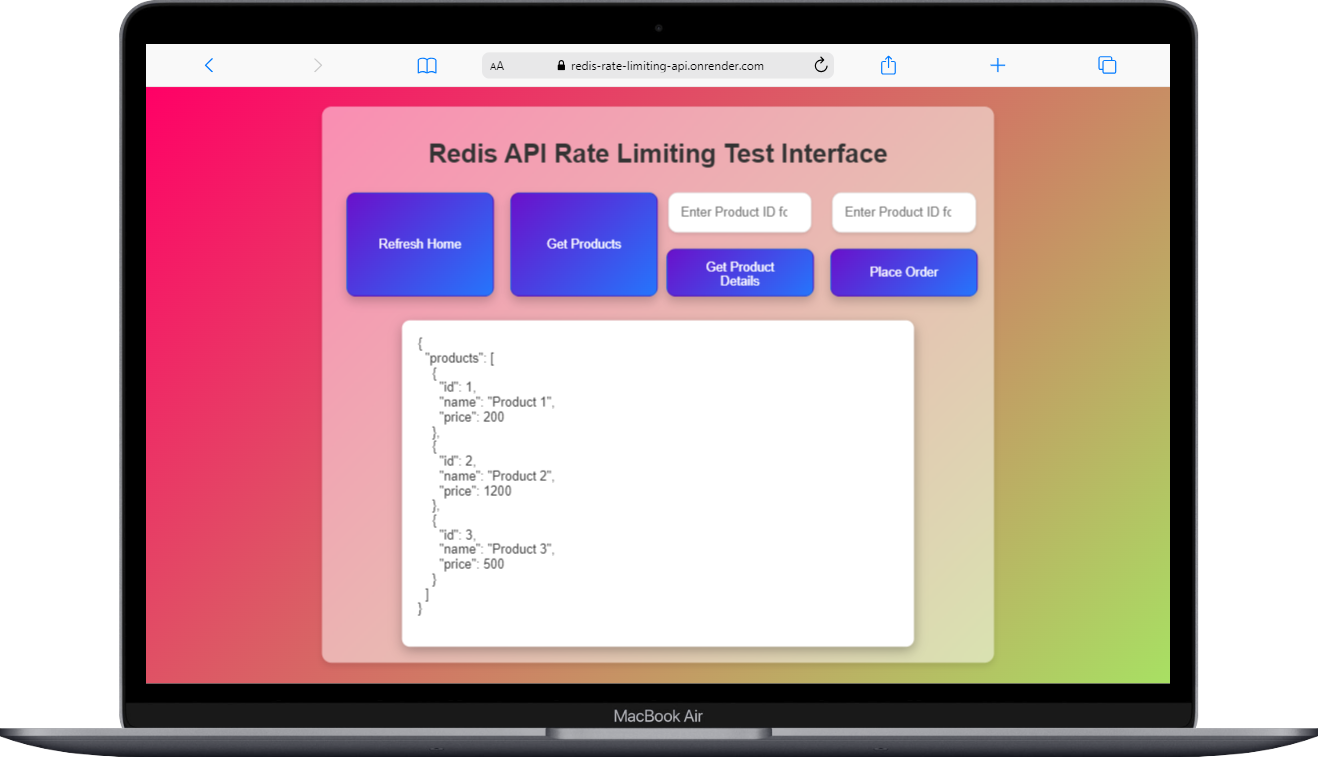 AA
redis-rate-limiting-api.onrender.com
Redis API Rate Limiting Test Interface
Refresh Home
Get Products
Enter Product ID fc
Get Product
Details
Enter Product ID fc
Place Order
{
"products": [
{
"id": 1,
"name": "Product 1",
"price": 200
},
{
"id": 2,
"name": "Product 2",
"price": 1200
},
{
"id": 3,
"name": "Product 3",
"price": 500
}
]
}
MacBook Air